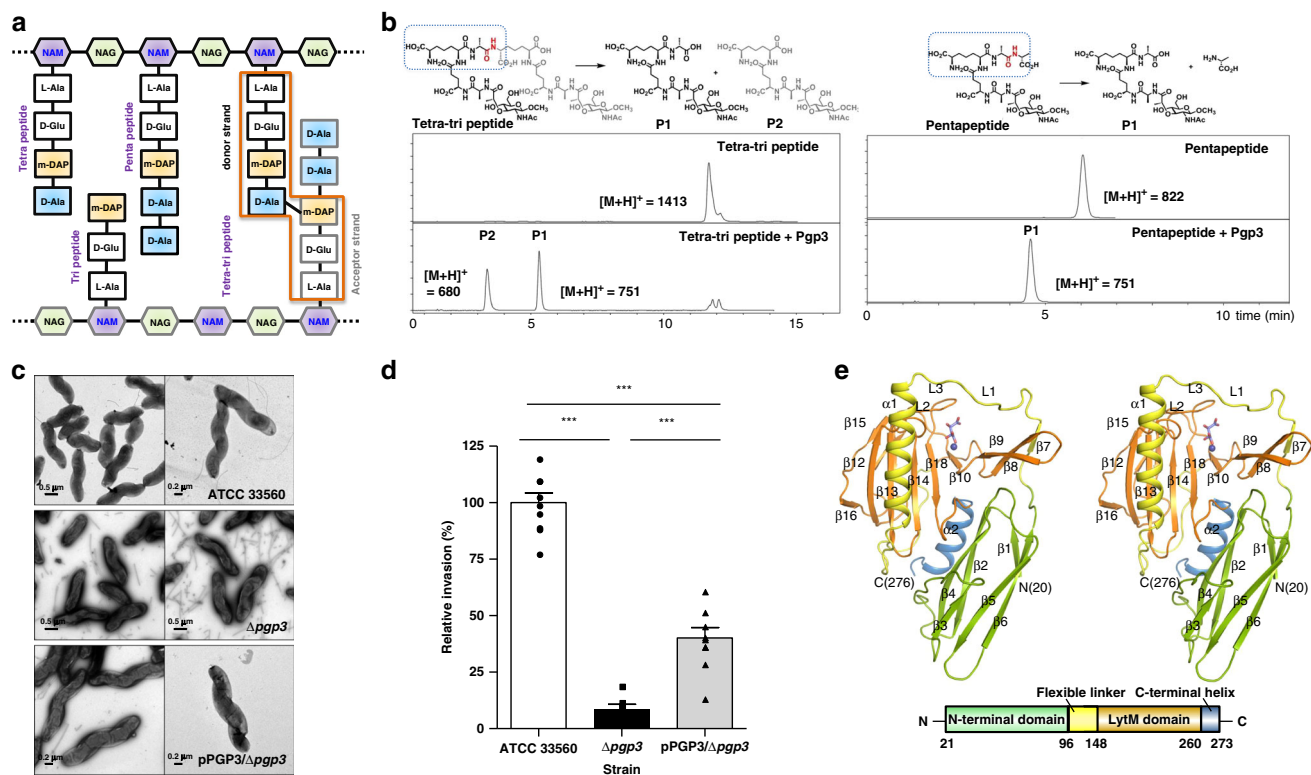 a
NAM NAG NAM NAG NAM NAG
L-Ala L-Ala L-Ala
D-Glu D-Glu D-Glu
m-DAP m-DAP m-DAP
D-Ala D-Ala D-Ala
D-Ala
Tetra peptide
Penta peptide
donor strand
D-Ala
D-Ala
m-DAP
D-Glu
L-Ala
m-DAP
D-Glu
L-Ala
Tri peptide
Tetra-tri peptide
Acceptor strand
NAG NAM NAG NAM NAG NAM
b
Tetra-tri peptide
P1
+
P2
Tetra-tri peptide
[M+H]+ = 1413
P2 P1 Tetra-tri peptide + Pgp3
[M+H]+
= 680
[M+H]+ = 751
0 5 10 15
Pentapeptide
P1
+
Pentapeptide
[M+H]+ = 822
P1 Pentapeptide + Pgp3
[M+H]+ = 751
0 5 10 time (min)
c
0.5 μm
0.2 μm
ATCC 33560
0.5 μm
0.5 μm
Δpgp3
0.2 μm
0.2 μm
pPGP3/Δpgp3
d
***
*** ***
Relative invasion (%)
125
100
75
50
25
0
ATCC 33560 Δpgp3 pPGP3/Δpgp3
Strain
e
L3 L1
α1 L2
β15 β9 β7
β12 β18 β8
β13 β14 β10
β16
α2
β1
β2
C(276) N(20)
β4
β5
β3 β6
L3 L1
α1 L2
β15 β9 β7
β12 β18 β8
β13 β14 β10
β16
α2
β1
β2
C(276) N(20)
β4
β5
β3 β6
Flexible linker C-terminal helix
N N-terminal domain LytM domain C
21 96 148 260 273